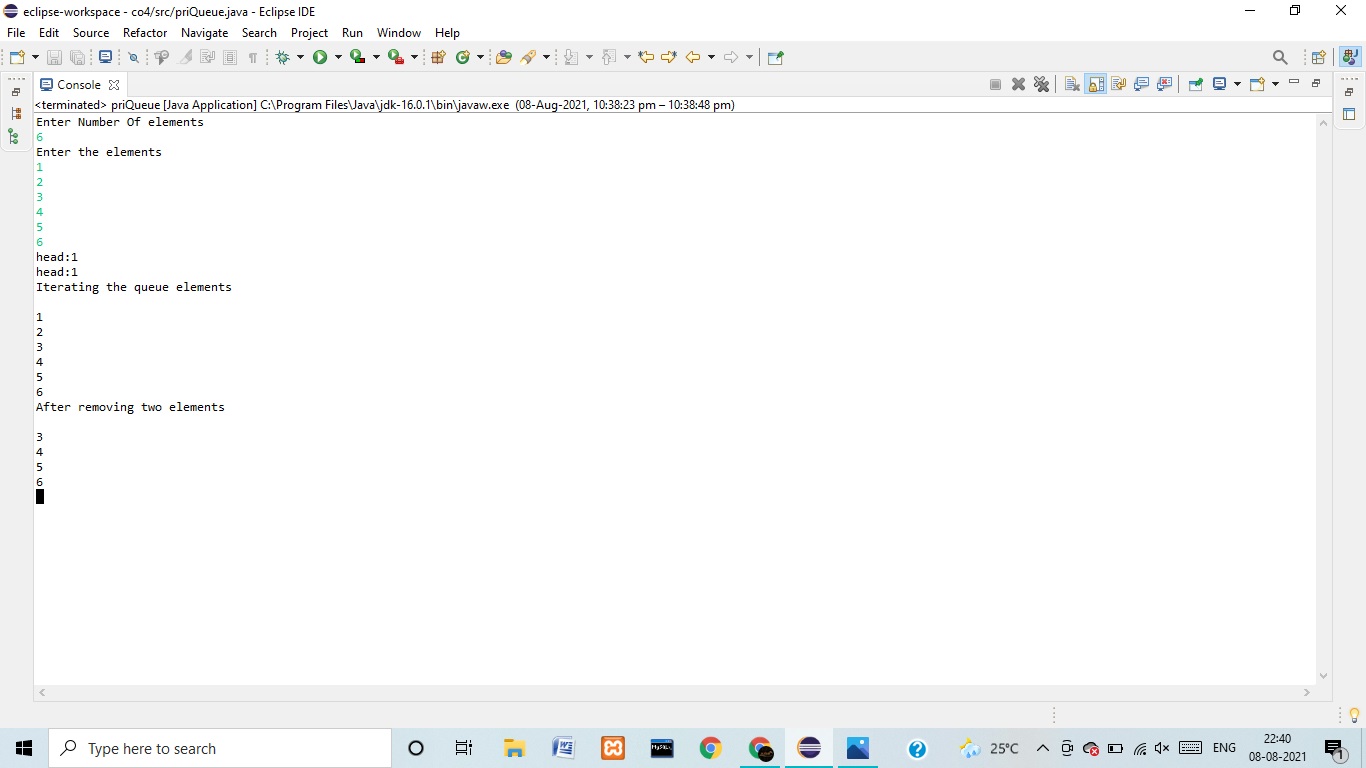 eclipse-workspace - co4/src/priQueue.java - Eclipse IDE
File Edit Source Refactor Navigate Search Project Run Window Help
Console
<terminated> priQueue [Java Application] C:\Program Files\Java\jdk-16.0.1\bin\javaw.exe (08-Aug-2021, 10:38:23 pm – 10:38:48 pm)
Enter Number Of elements
6
Enter the elements
1
2
3
4
5
6
head:1
head:1
Iterating the queue elements
1
2
3
4
5
6
After removing two elements
3
4
5
6
Type here to search
MySQL
25°C
ENG
22:40
08-08-2021
1